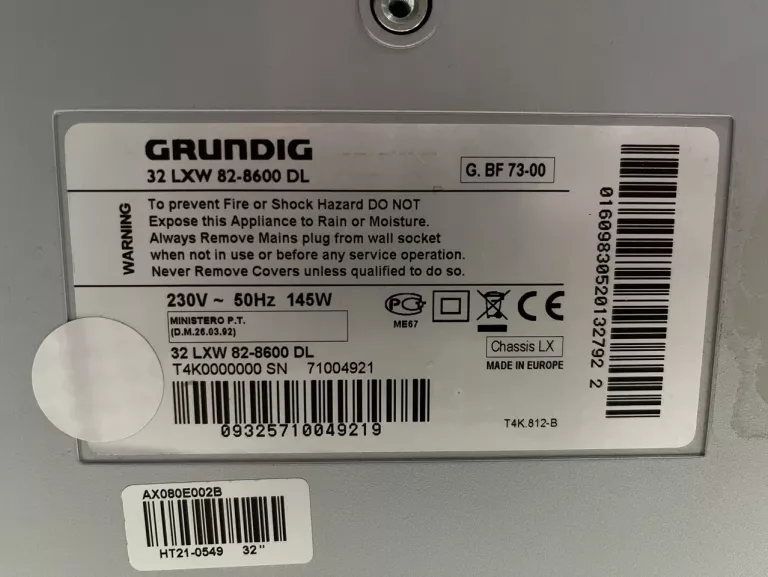 GRUNDIG
32 LXW 82-8600 DL
G. BF 73-00
WARNING
To prevent Fire or Shock Hazard DO NOT
Expose this Appliance to Rain or Moisture.
Always Remove Mains plug from wall socket
when not in use or before any service operation.
Never Remove Covers unless qualified to do so.
230V ~ 50Hz 145W
MINISTERO P.T.
(D.M.26.03.92)
PG
ME67
CE
32 LXW 82-8600 DL
Chassis LX
T4K0000000 SN 71004921
MADE IN EUROPE
09325710049219
T4K.812-B
01609830520132792 2
AX080E002B
HT21-0549 32"